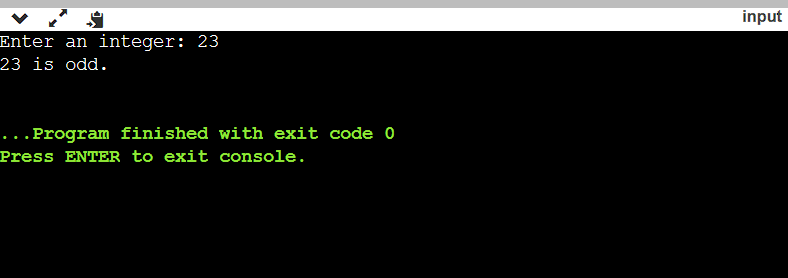 input
Enter an integer: 23
23 is odd.
...Program finished with exit code 0
Press ENTER to exit console.